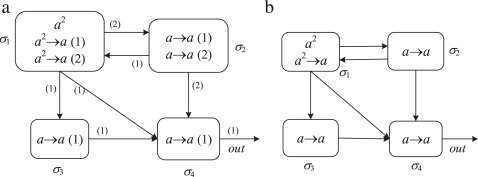 a
a²
a²→a (1)
a²→a (2)
σ₁
(2)
(1)
a→a (1)
a→a (2)
σ₂
(1)
(1)
(2)
a→a (1)
σ₃
(1)
a→a (1)
σ₄
(1)
out
b
a²
a²→a
σ₁
a→a
σ₂
a→a
σ₃
a→a
σ₄
out